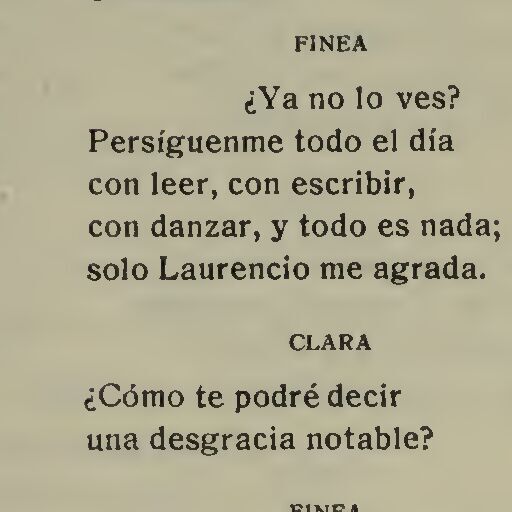 FINEA
¿Ya no lo ves?
Persíguenme todo el día
con leer, con escribir,
con danzar, y todo es nada;
solo Laurencio me agrada.
CLARA
¿Cómo te podré decir
una desgracia notable?
FINEA